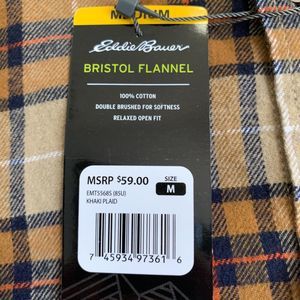 MEDIUM
Eddie Bauer
BRISTOL FLANNEL
100% COTTON
DOUBLE BRUSHED FOR SOFTNESS
RELAXED OPEN FIT
MSRP $59.00
SIZE
M
EMT5568S (85U)
KHAKI PLAID
7 45934 97361 6